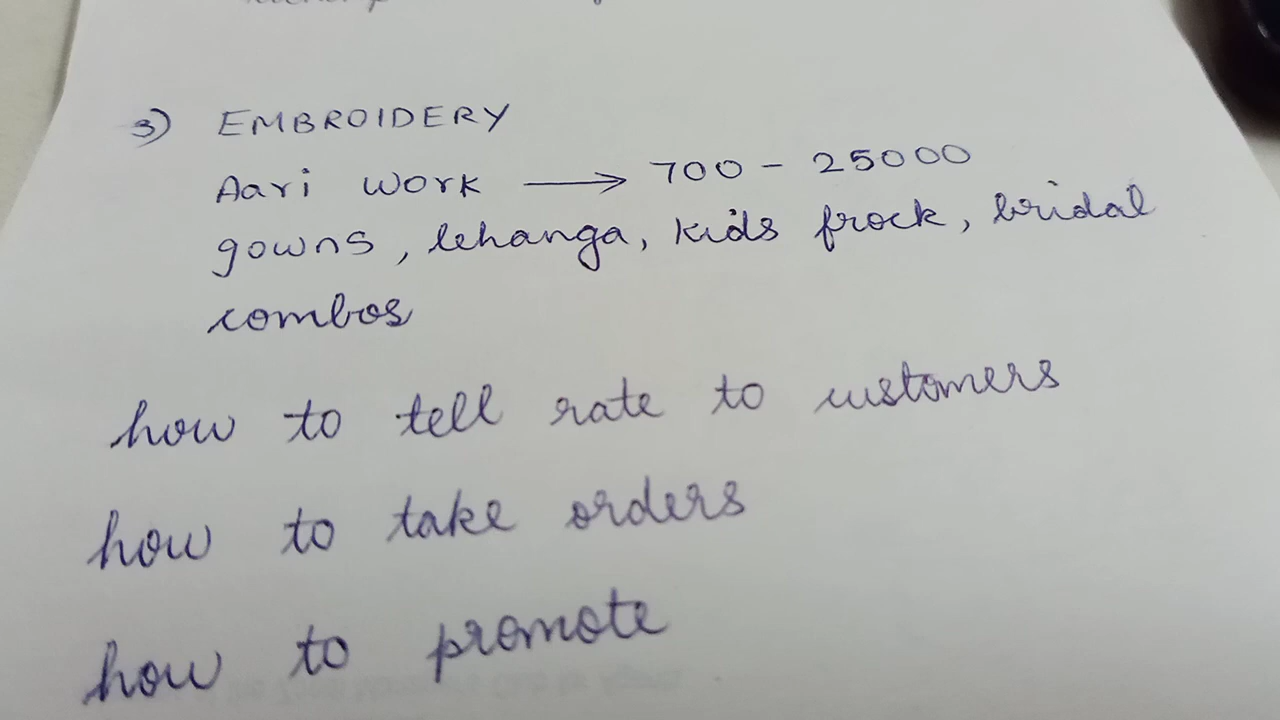 3) EMBROIDERY
Aari work → 700 - 25000
gowns, lehanga, kids frock, bridal
combos
how to tell rate to customers
how to take orders
how to promote